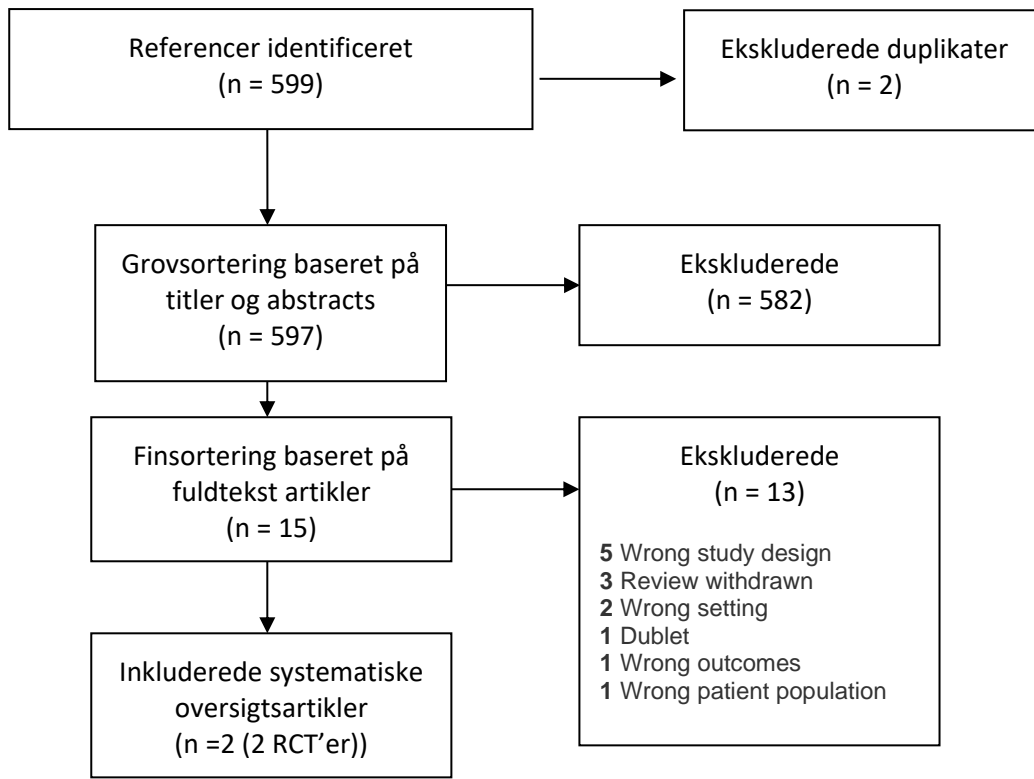 Referencer identificeret
(n = 599)
Ekskluderede duplikater
(n = 2)
Grovsortering baseret på
titler og abstracts
(n = 597)
Ekskluderede
(n = 582)
Finsortering baseret på
fuldtekst artikler
(n = 15)
Ekskluderede
(n = 13)
5 Wrong study design
3 Review withdrawn
2 Wrong setting
1 Dublet
1 Wrong outcomes
1 Wrong patient population
Inkluderede systematiske
oversigtsartikler
(n =2 (2 RCT’er))